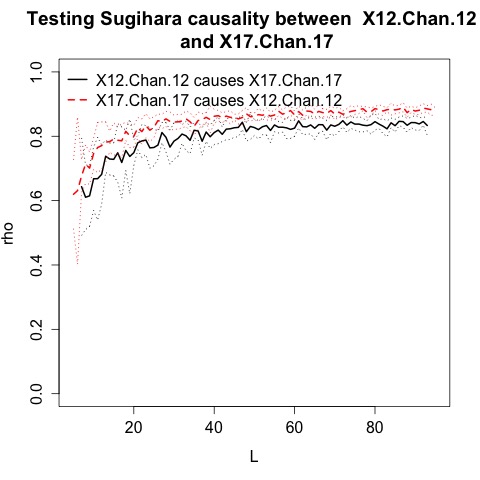 Testing Sugihara causality between  X12.Chan.12
and X17.Chan.17
X12.Chan.12 causes X17.Chan.17
X17.Chan.17 causes X12.Chan.12
1.0
0.8
0.6
0.4
0.2
0.0
rho
20 40 60 80
L